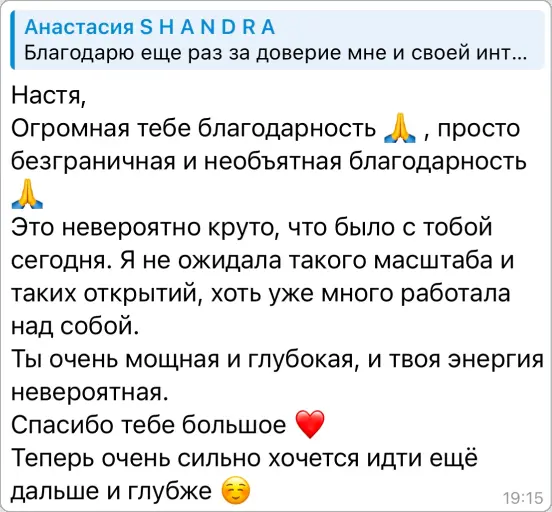 Анастасия S H A N D R A
Благодарю еще раз за доверие мне и своей инт...
Настя,
Огромная тебе благодарность 🙏 , просто
безграничная и необъятная благодарность
🙏
Это невероятно круто, что было с тобой
сегодня. Я не ожидала такого масштаба и
таких открытий, хоть уже много работала
над собой.
Ты очень мощная и глубокая, и твоя энергия
невероятная.
Спасибо тебе большое ❤️
Теперь очень сильно хочется идти ещё
дальше и глубже ☺️
19:15